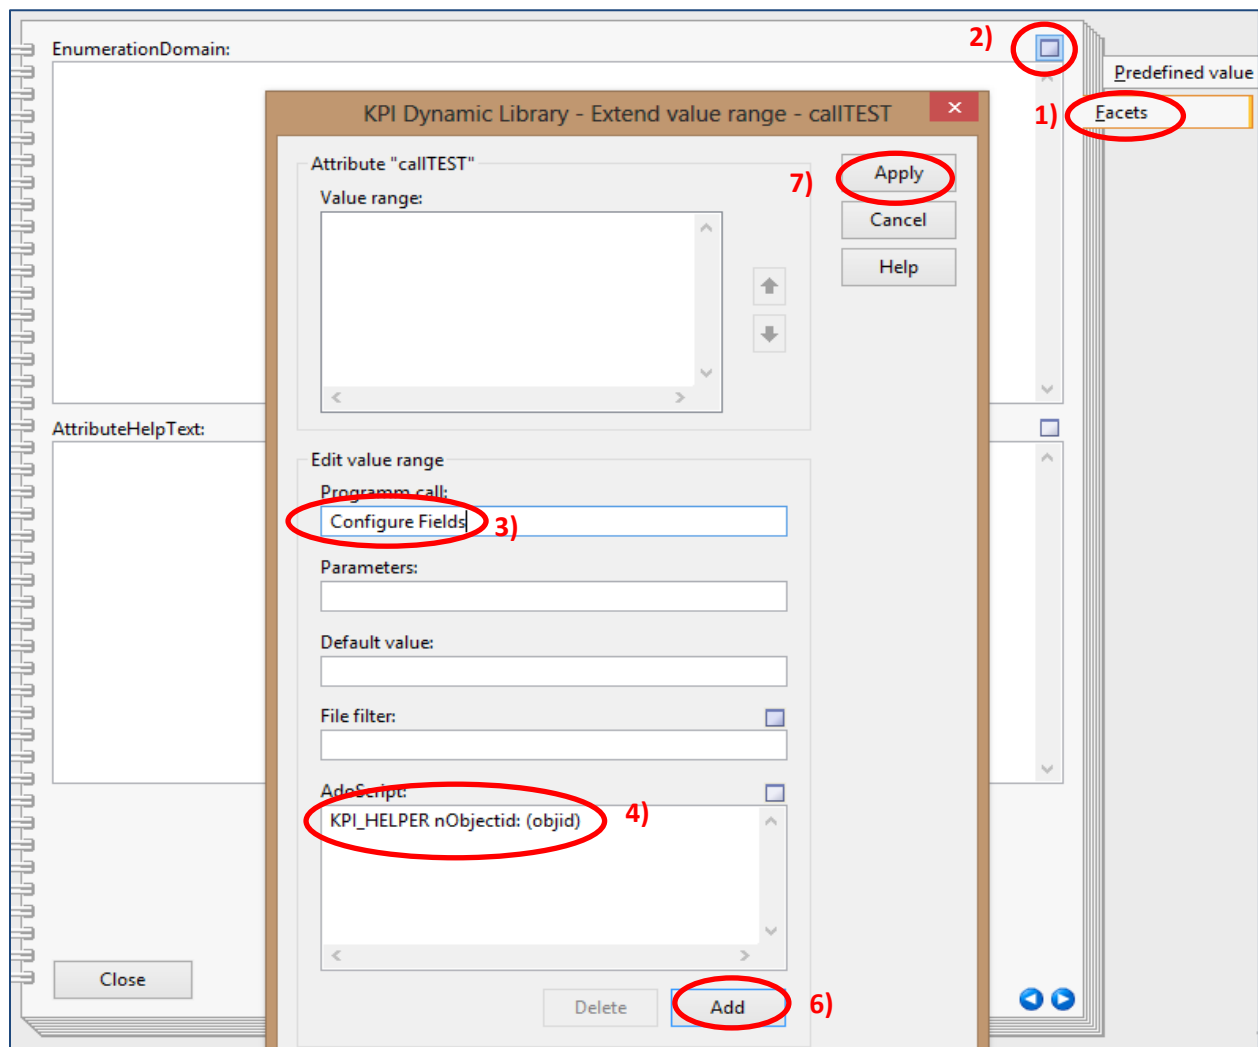 EnumerationDomain:
2)
Predefined value
1)
Facets
KPI Dynamic Library - Extend value range - callTEST
Attribute "callTEST"
Value range:
7)
Apply
Cancel
Help
AttributeHelpText:
Edit value range
Programm call:
Configure Fields
3)
Parameters:
Default value:
File filter:
AdoScript:
KPI_HELPER nObjectid: (objid)
4)
Close
Delete
Add
6)